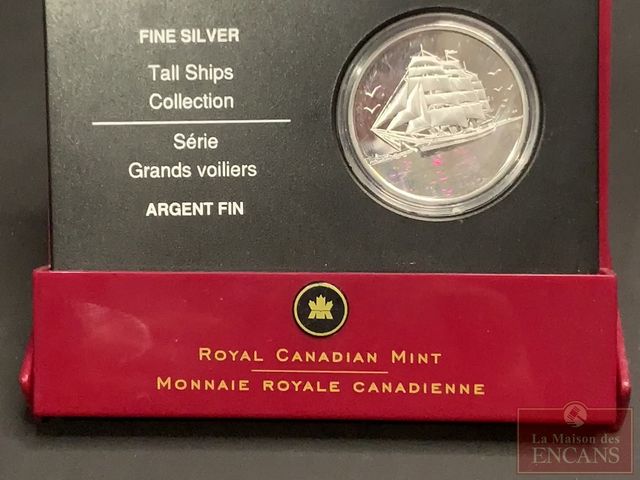 FINE SILVER
Tall Ships
Collection
Série
Grands voiliers
ARGENT FIN
ROYAL CANADIAN MINT
MONNAIE ROYALE CANADIENNE
La Maison des
ENCANS